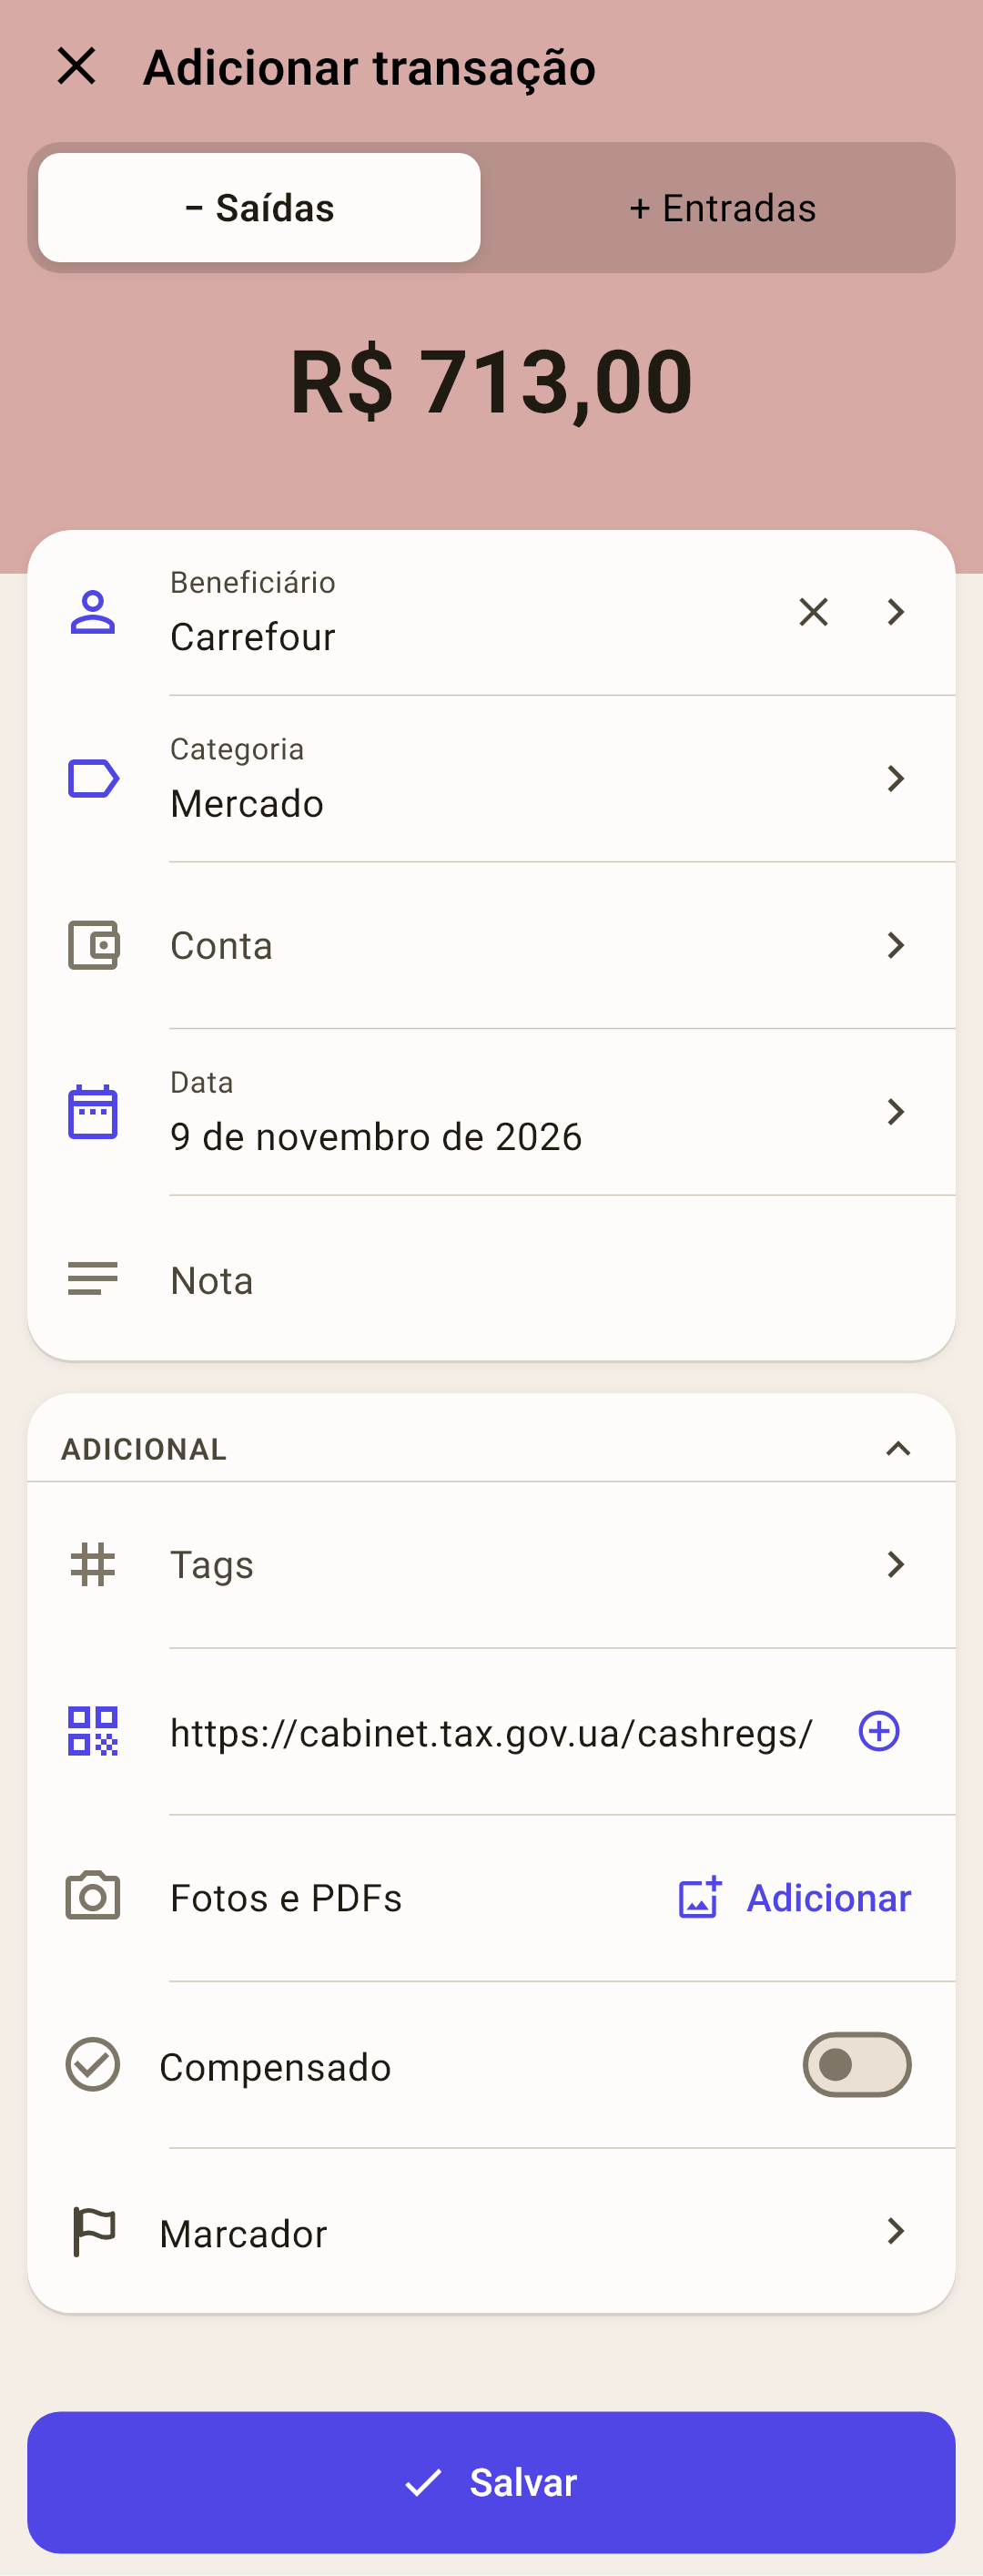 Adicionar transação
− Saídas
+ Entradas
R$ 713,00
Beneficiário
Carrefour
Categoria
Mercado
Conta
Data
9 de novembro de 2026
Nota
ADICIONAL
Tags
https://cabinet.tax.gov.ua/cashregs/
Fotos e PDFs
Adicionar
Compensado
Marcador
Salvar